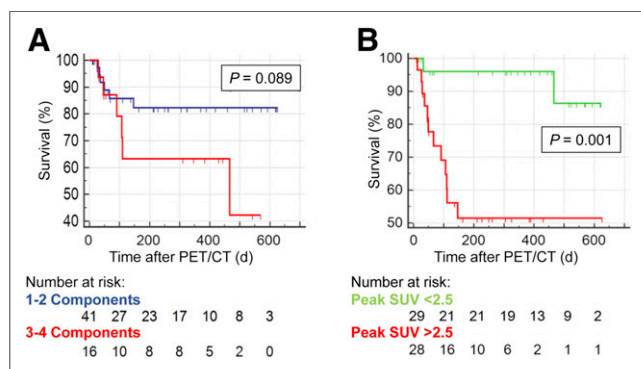 A
B
100
90
80
70
60
50
40
Survival (%)
P = 0.089
0 200 400 600
Time after PET/CT (d)
Number at risk:
1-2 Components
41 27 23 17 10 8 3
3-4 Components
16 10 8 8 5 2 0
100
90
80
70
60
50
Survival (%)
P = 0.001
0 200 400 600
Time after PET/CT (d)
Number at risk:
Peak SUV <2.5
29 21 21 19 13 9 2
Peak SUV >2.5
28 16 10 6 2 1 1